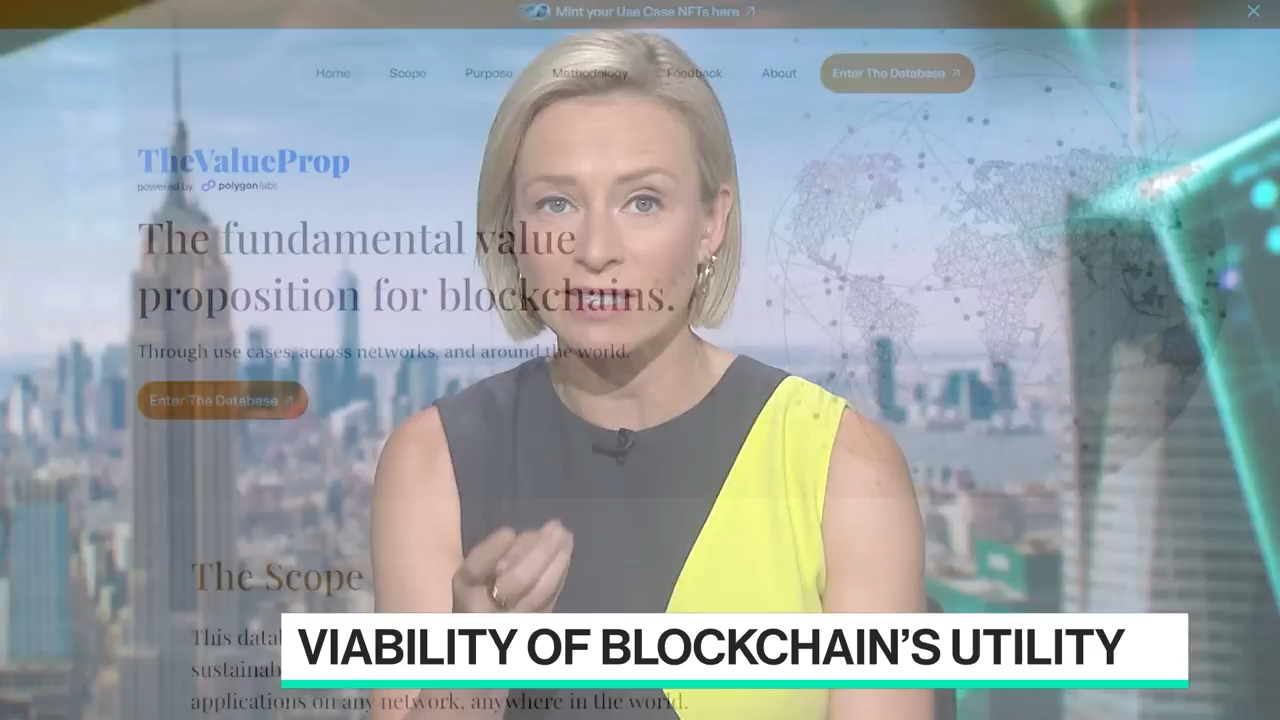 Mint your Use Case NFTs here ↗
Home Scope Purpose Methodology Feedback About Enter The Database ↗
TheValueProp
powered by polygon labs
The fundamental value
proposition for blockchains.
Through use cases, across networks, and around the world.
Enter The Database ↗
The Scope
This data
sustainab
applications on any network, anywhere in the world.
VIABILITY OF BLOCKCHAIN'S UTILITY